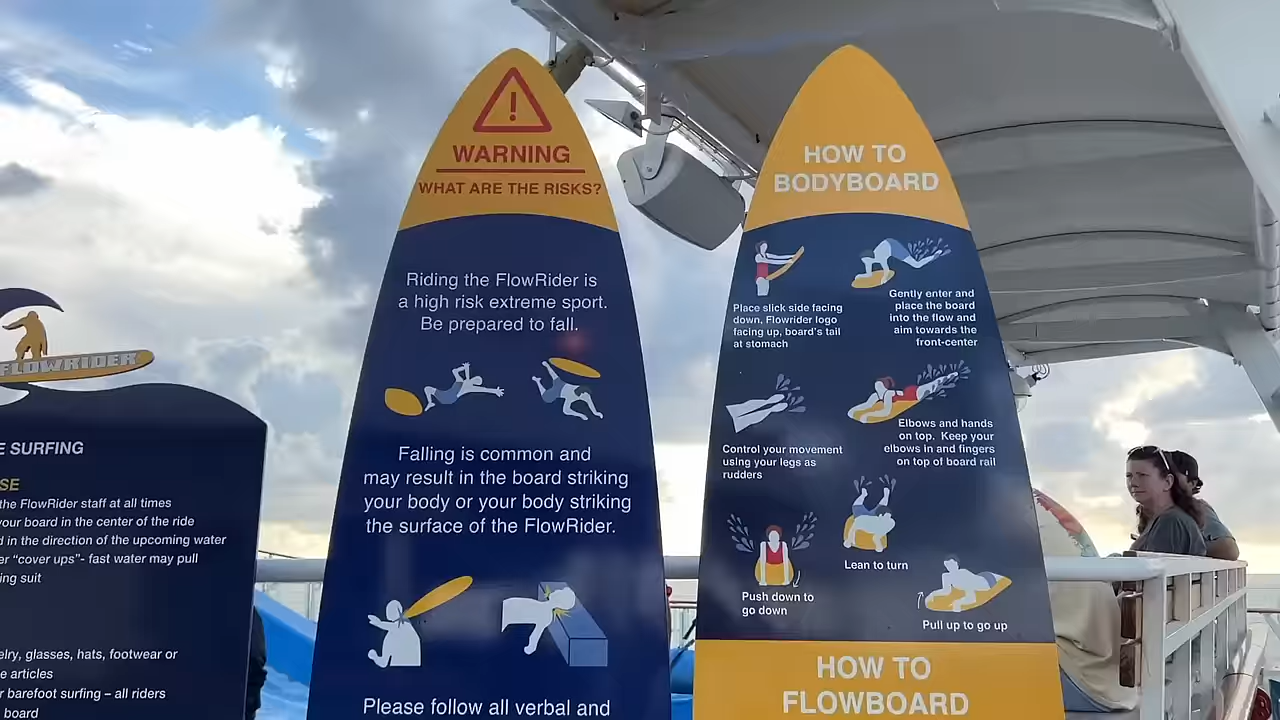 FLOWRIDER
E SURFING
SE
the FlowRider staff at all times
your board in the center of the ride
d in the direction of the upcoming water
er “cover ups”- fast water may pull
ing suit
elry, glasses, hats, footwear or
e articles
r barefoot surfing – all riders
board
WARNING
WHAT ARE THE RISKS?
Riding the FlowRider is
a high risk extreme sport.
Be prepared to fall.
Falling is common and
may result in the board striking
your body or your body striking
the surface of the FlowRider.
Please follow all verbal and
HOW TO
BODYBOARD
Place slick side facing
down, Flowrider logo
facing up, board's tail
at stomach
Gently enter and
place the board
into the flow and
aim towards the
front-center
Control your movement
using your legs as
rudders
Elbows and hands
on top. Keep your
elbows in and fingers
on top of board rail
Push down to
go down
Lean to turn
Pull up to go up
HOW TO
FLOWBOARD